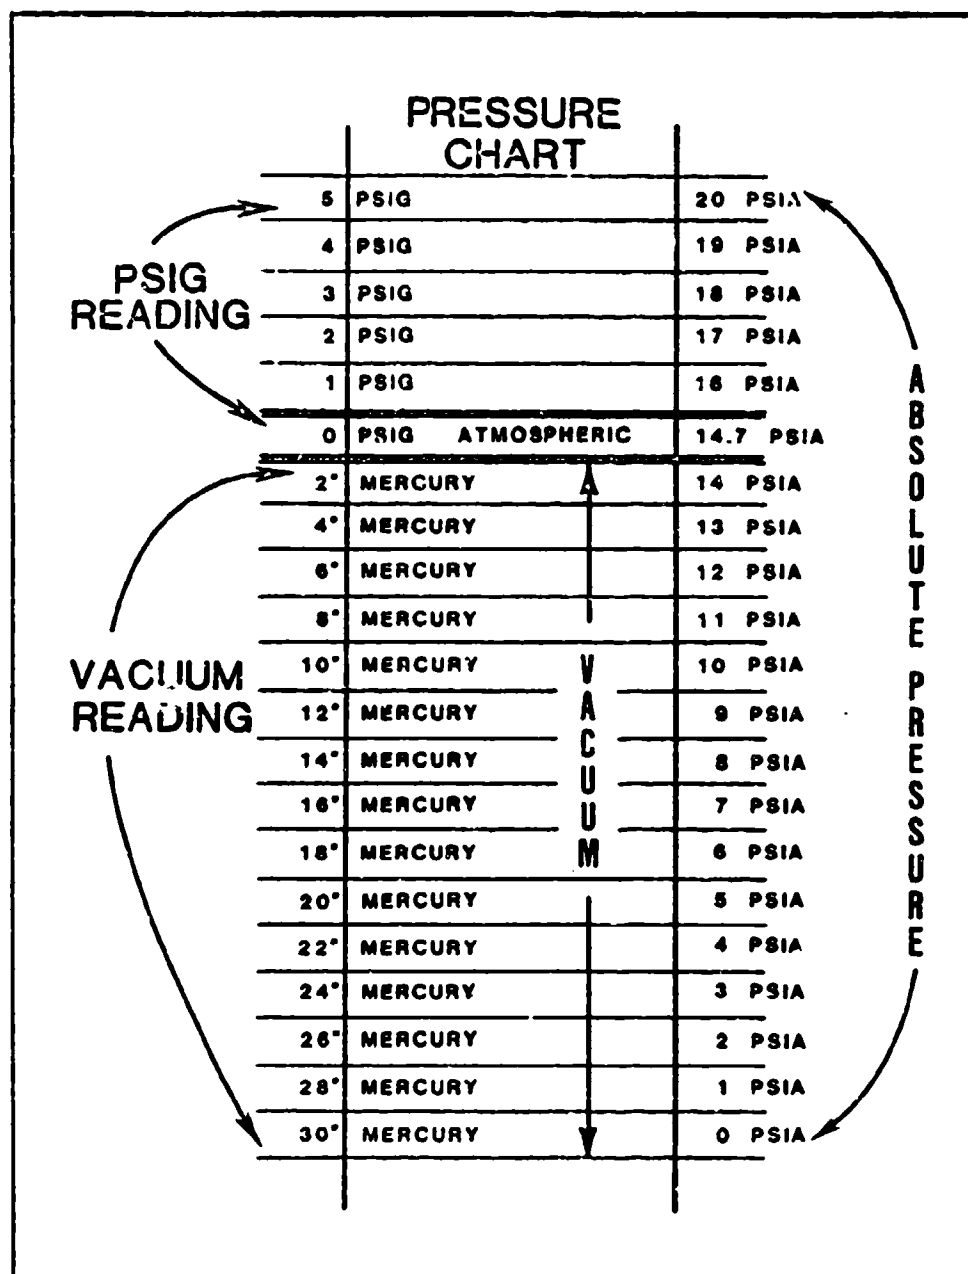 PRESSURE
CHART
5 PSIG 20 PSIA
4 PSIG 19 PSIA
3 PSIG 18 PSIA
2 PSIG 17 PSIA
1 PSIG 16 PSIA
0 PSIG ATMOSPHERIC 14.7 PSIA
2" MERCURY 14 PSIA
4" MERCURY 13 PSIA
6" MERCURY 12 PSIA
8" MERCURY 11 PSIA
10" MERCURY 10 PSIA
12" MERCURY 9 PSIA
14" MERCURY 8 PSIA
16" MERCURY 7 PSIA
18" MERCURY 6 PSIA
20" MERCURY 5 PSIA
22" MERCURY 4 PSIA
24" MERCURY 3 PSIA
26" MERCURY 2 PSIA
28" MERCURY 1 PSIA
30" MERCURY 0 PSIA
PSIG
READING
VACUUM
READING
VACUUM
ABSOLUTE PRESSURE